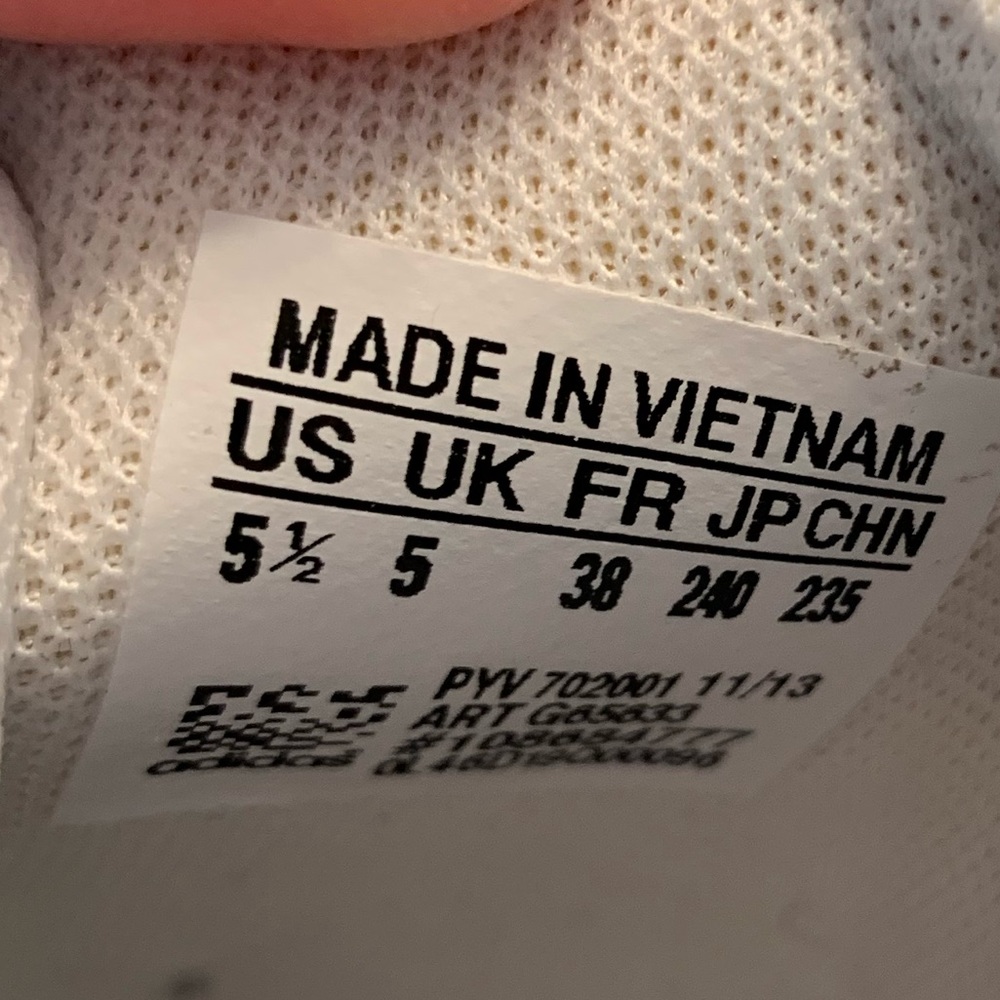 MADE IN VIETNAM
US UK FR JP CHN
5½ 5 38 240 235
PYV 702001 11/13
ART G65633
#108684777
adidas